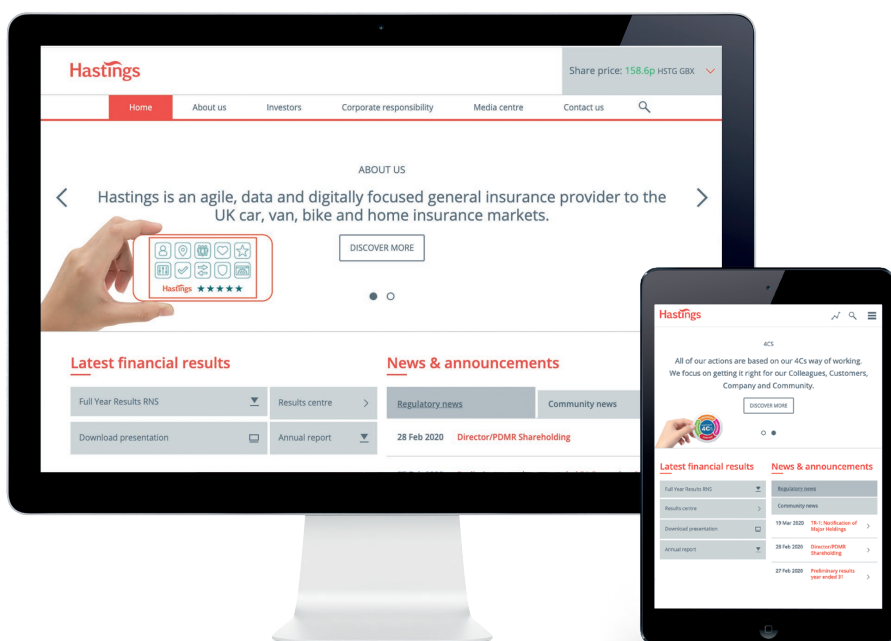 Hastings
Share price: 158.6p HSTG GBX
Home About us Investors Corporate responsibility Media centre Contact us
ABOUT US
Hastings is an agile, data and digitally focused general insurance provider to the
UK car, van, bike and home insurance markets.
DISCOVER MORE
Hastings
Latest financial results
Full Year Results RNS
Results centre
Download presentation
Annual report
News & announcements
Regulatory news
Community news
28 Feb 2020 Director/PDMR Shareholding
Hastings
4CS
All of our actions are based on our 4Cs way of working.
We focus on getting it right for our Colleagues, Customers,
Company and Community.
DISCOVER MORE
4Cs
Latest financial results
Full Year Results RNS
Results centre
Download presentation
Annual report
News & announcements
Regulatory news
Community news
19 Mar 2020 TR-1: Notification of
Major Holdings
28 Feb 2020 Director/PDMR
Shareholding
27 Feb 2020 Preliminary results
year ended 31